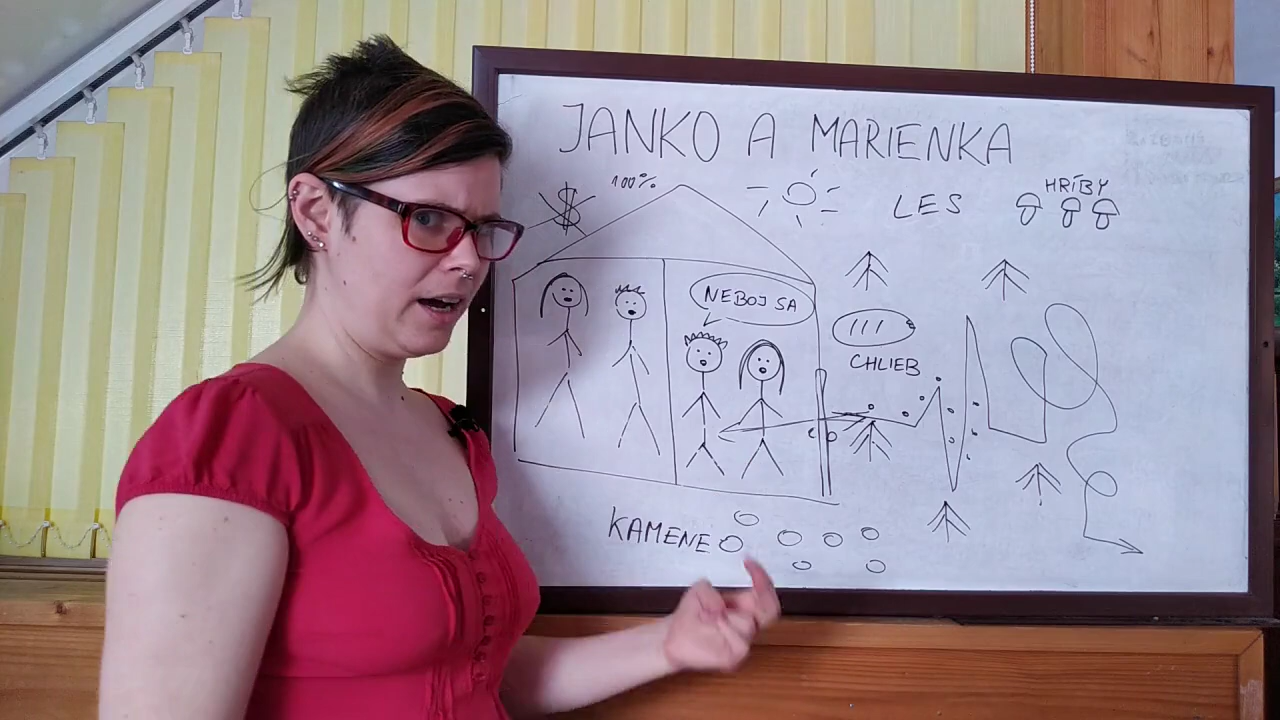 JANKO A MARIENKA
100%
$
LES
HRÍBY
NEBOJ SA
CHLIEB
KAMENE